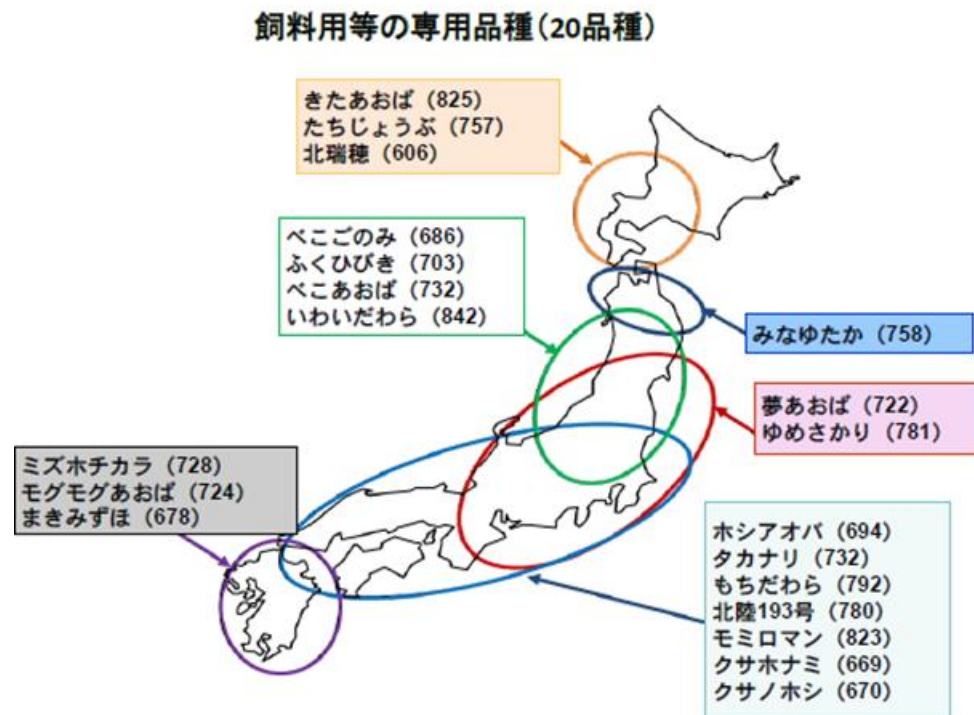 飼料用等の専用品種（20品種）
きたあおば（825）
たちじょうぶ（757）
北瑞穂（606）
べこごのみ（686）
ふくひびき（703）
べこあおば（732）
いわいだわら（842）
みなゆたか（758）
夢あおば（722）
ゆめさかり（781）
ミズホチカラ（728）
モグモグあおば（724）
まきみずほ（678）
ホシアオバ（694）
タカナリ（732）
もちだわら（792）
北陸193号（780）
モミロマン（823）
クサホナミ（669）
クサノホシ（670）